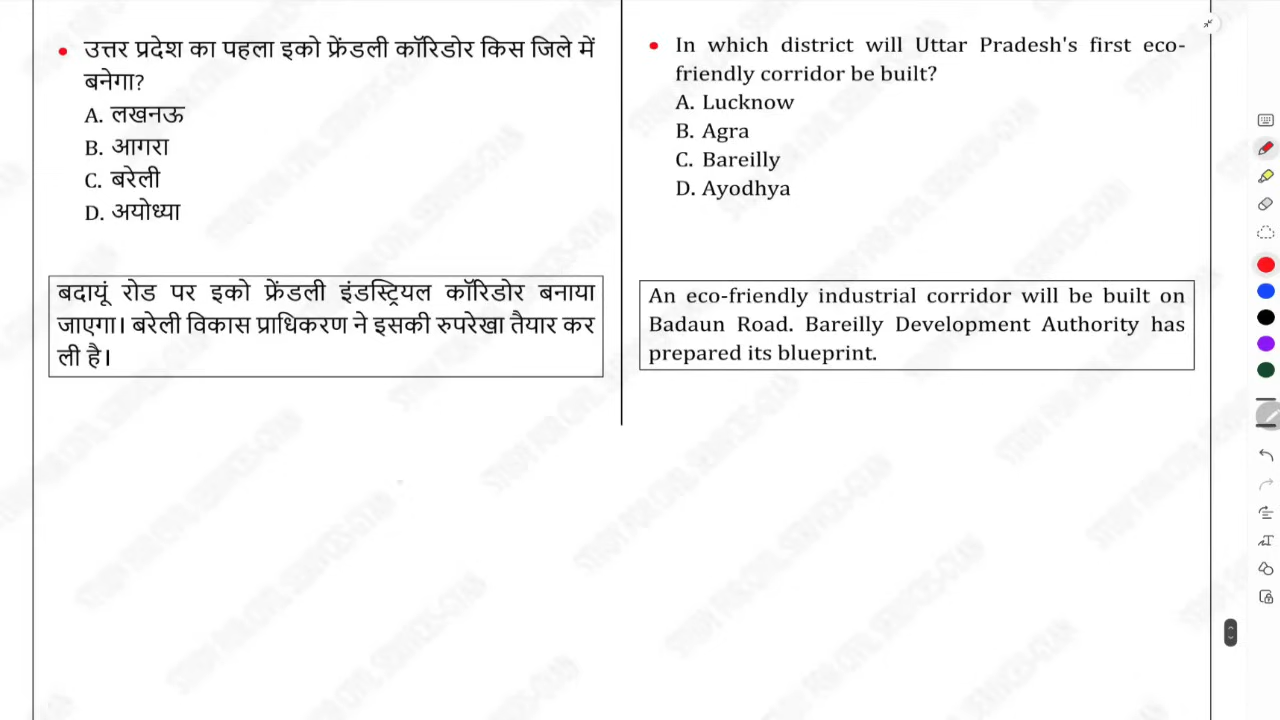 • उत्तर प्रदेश का पहला इको फ्रेंडली कॉरिडोर किस जिले में
बनेगा?
A. लखनऊ
B. आगरा
C. बरेली
D. अयोध्या
बदायूं रोड पर इको फ्रेंडली इंडस्ट्रियल कॉरिडोर बनाया
जाएगा। बरेली विकास प्राधिकरण ने इसकी रुपरेखा तैयार कर
ली है।
• In which district will Uttar Pradesh's first eco-
friendly corridor be built?
A. Lucknow
B. Agra
C. Bareilly
D. Ayodhya
An eco-friendly industrial corridor will be built on
Badaun Road. Bareilly Development Authority has
prepared its blueprint.